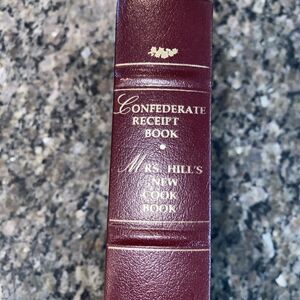 CONFEDERATE
RECEIPT
BOOK
•
MRS. HILL'S
NEW
COOK
BOOK